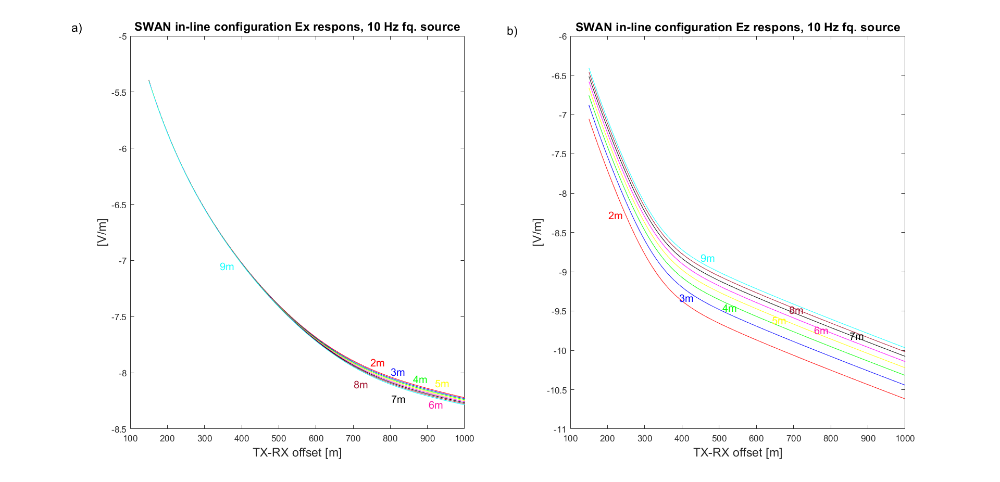 a)
SWAN in-line configuration Ex respons, 10 Hz fq. source
-5
-5.5
-6
-6.5
-7
-7.5
-8
-8.5
[V/m]
9m
2m
3m
4m
5m
8m
7m
6m
100 200 300 400 500 600 700 800 900 1000
TX-RX offset [m]
b)
SWAN in-line configuration Ez respons, 10 Hz fq. source
-6
-6.5
-7
-7.5
-8
-8.5
-9
-9.5
-10
-10.5
-11
[V/m]
2m
9m
3m
4m
8m
5m
6m
7m
100 200 300 400 500 600 700 800 900 1000
TX-RX offset [m]